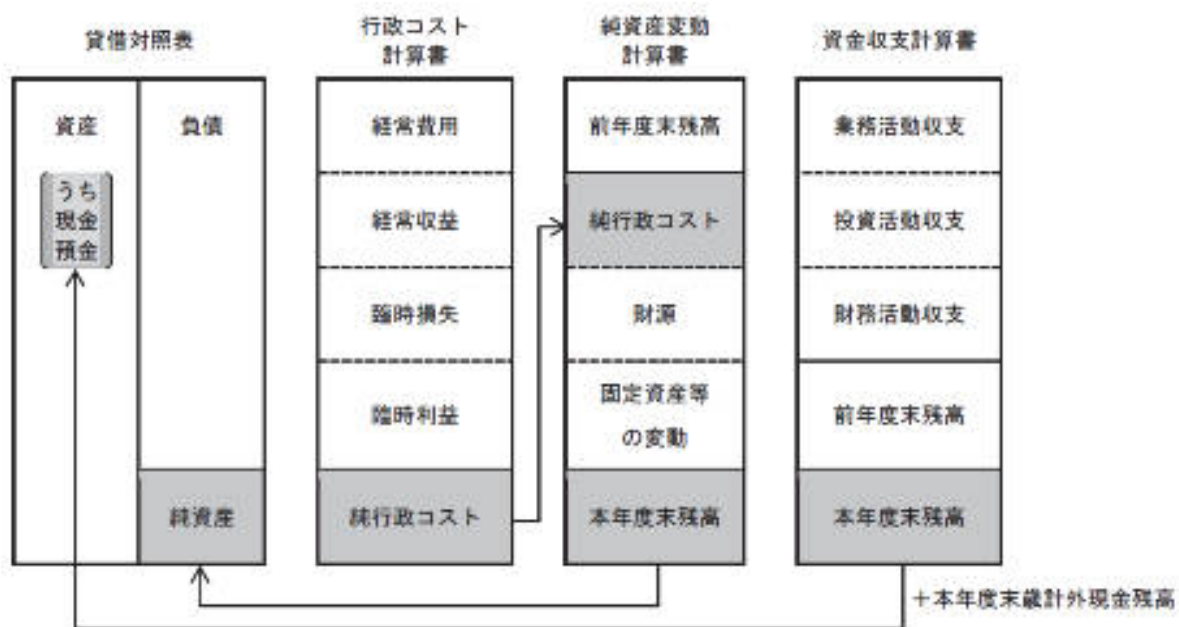 貸借対照表
資産
負債
うち
現金
預金
純資産
行政コスト
計算書
経常費用
経常収益
臨時損失
臨時利益
純行政コスト
純資産変動
計算書
前年度末残高
純行政コスト
財源
固定資産等
の変動
本年度末残高
資金収支計算書
業務活動収支
投資活動収支
財務活動収支
前年度末残高
本年度末残高
＋本年度末歳計外現金残高